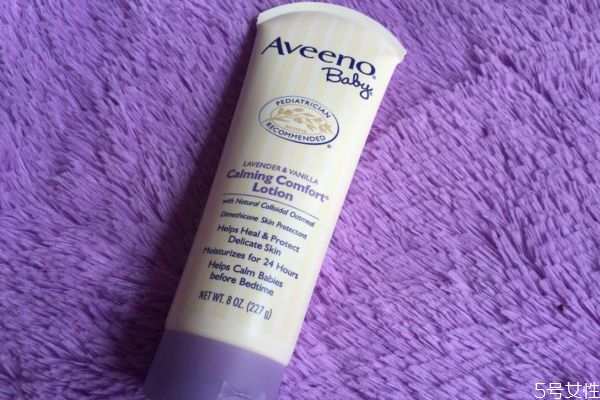 Aveeno®
Baby®
PEDIATRICIAN
RECOMMENDED
LAVENDER & VANILLA
Calming Comfort®
Lotion
with Natural Colloidal Oatmeal
Dimethicone Skin Protectant
Helps Heal & Protect
Delicate Skin
Moisturizes for 24 Hours
Helps Calm Babies
before Bedtime
NET WT. 8 OZ. (227 g)
5号女性